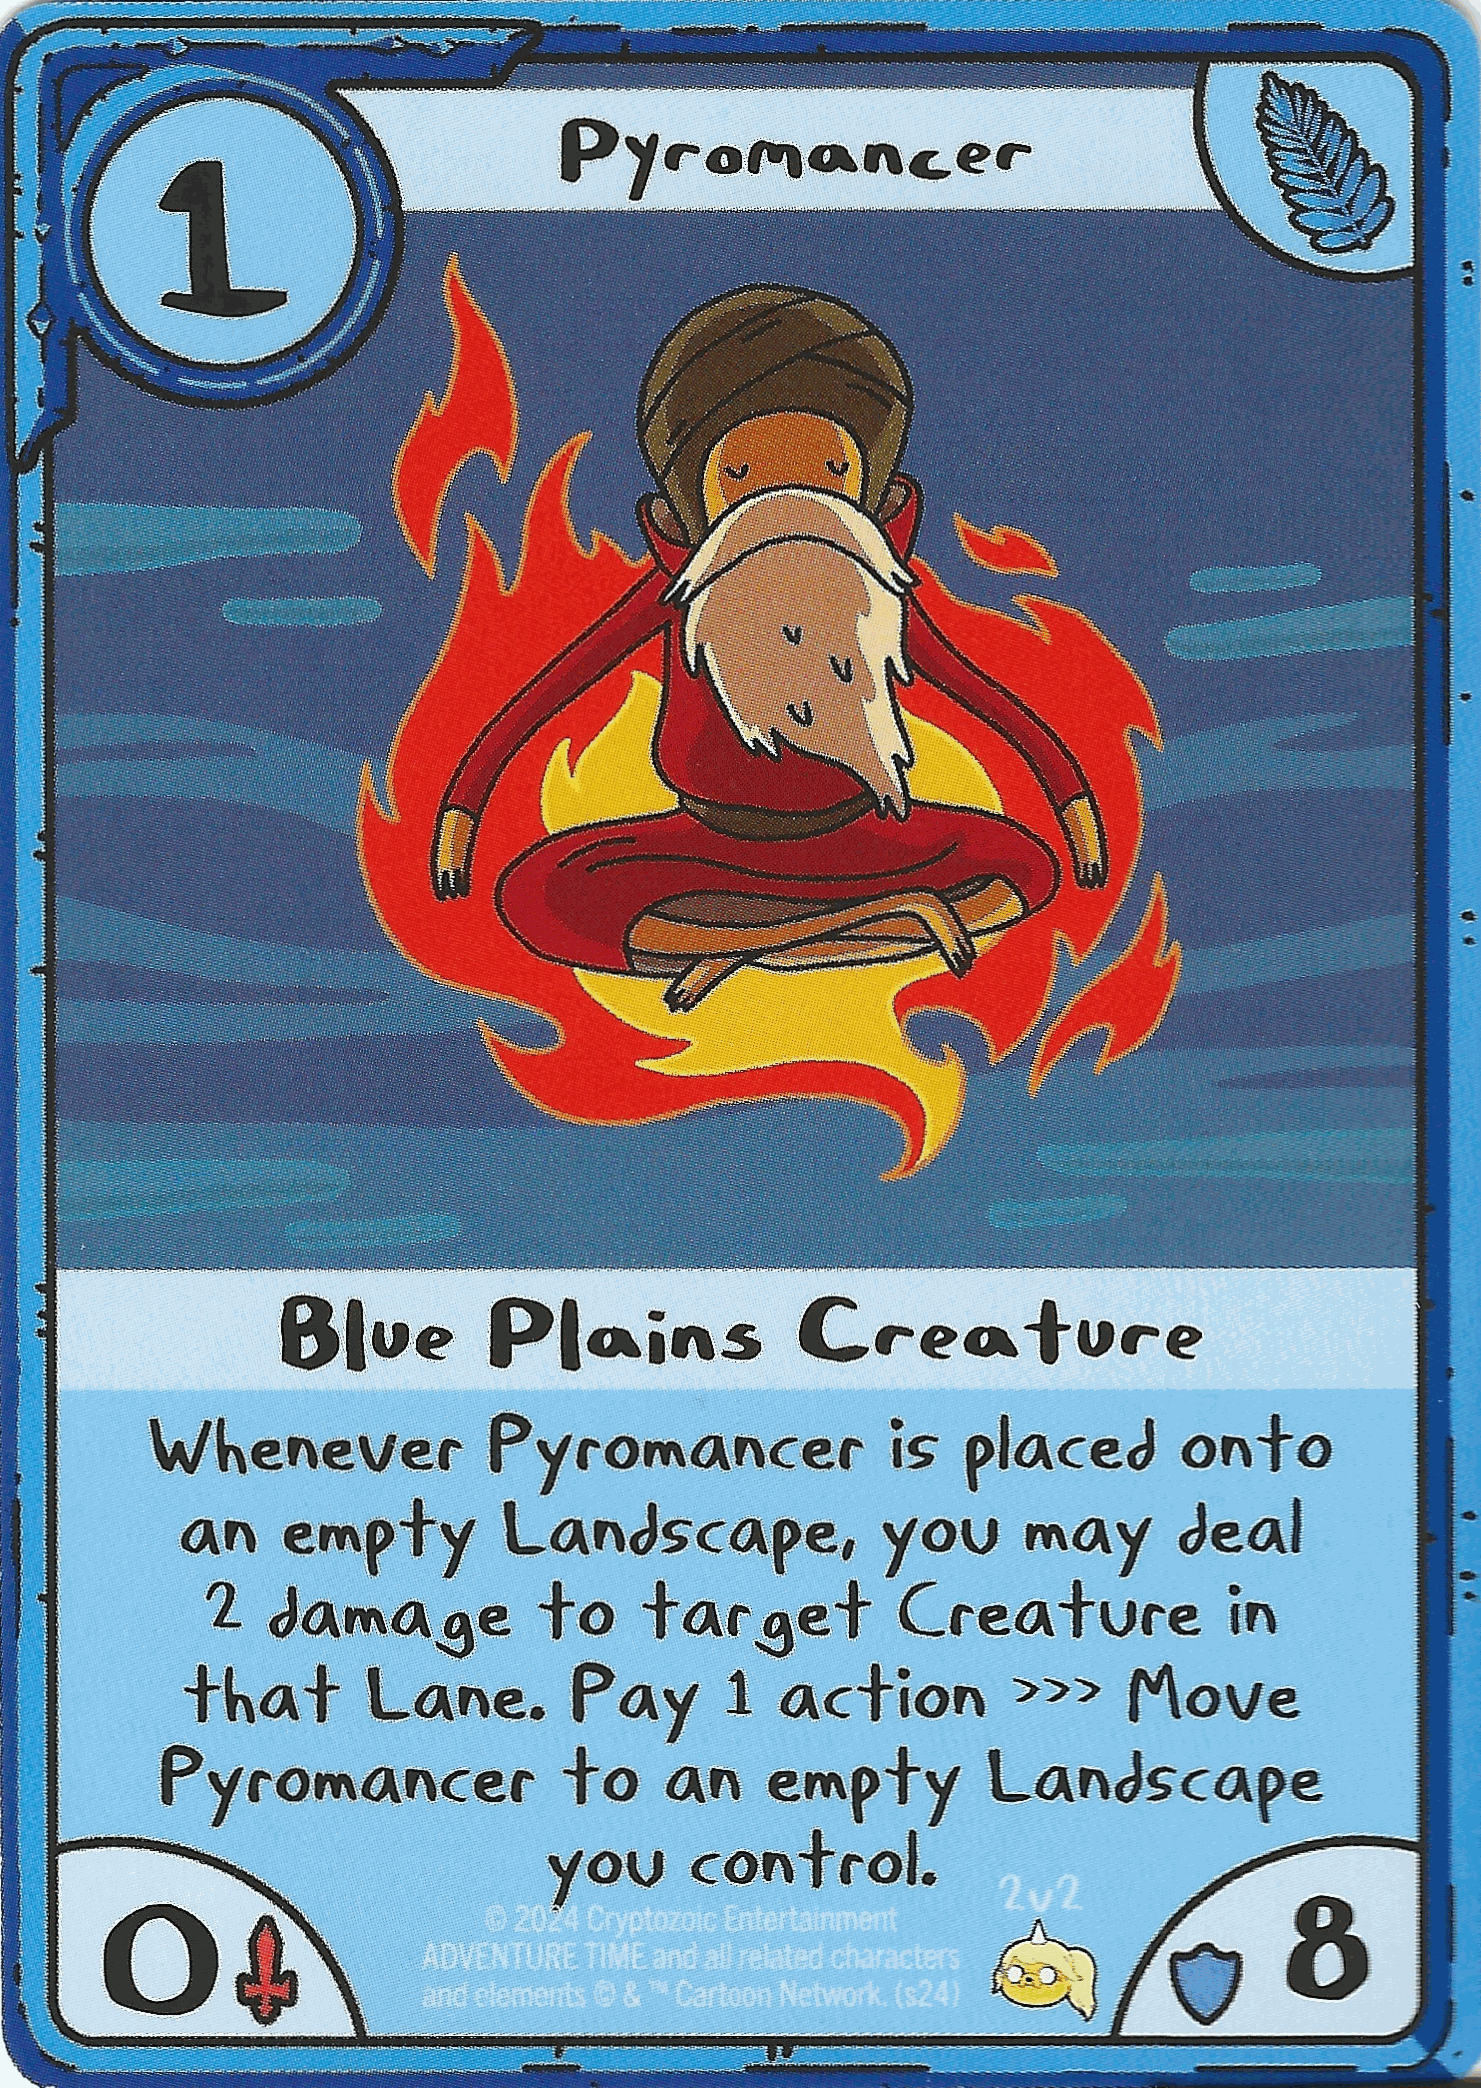 1
Pyromancer
Blue Plains Creature
Whenever Pyromancer is placed onto
an empty Landscape, you may deal
2 damage to target Creature in
that Lane. Pay 1 action >>> Move
Pyromancer to an empty Landscape
you control.
2v2
© 2024 Cryptozoic Entertainment
ADVENTURE TIME and all related characters
and elements © & ™ Cartoon Network. (s24)
0
8